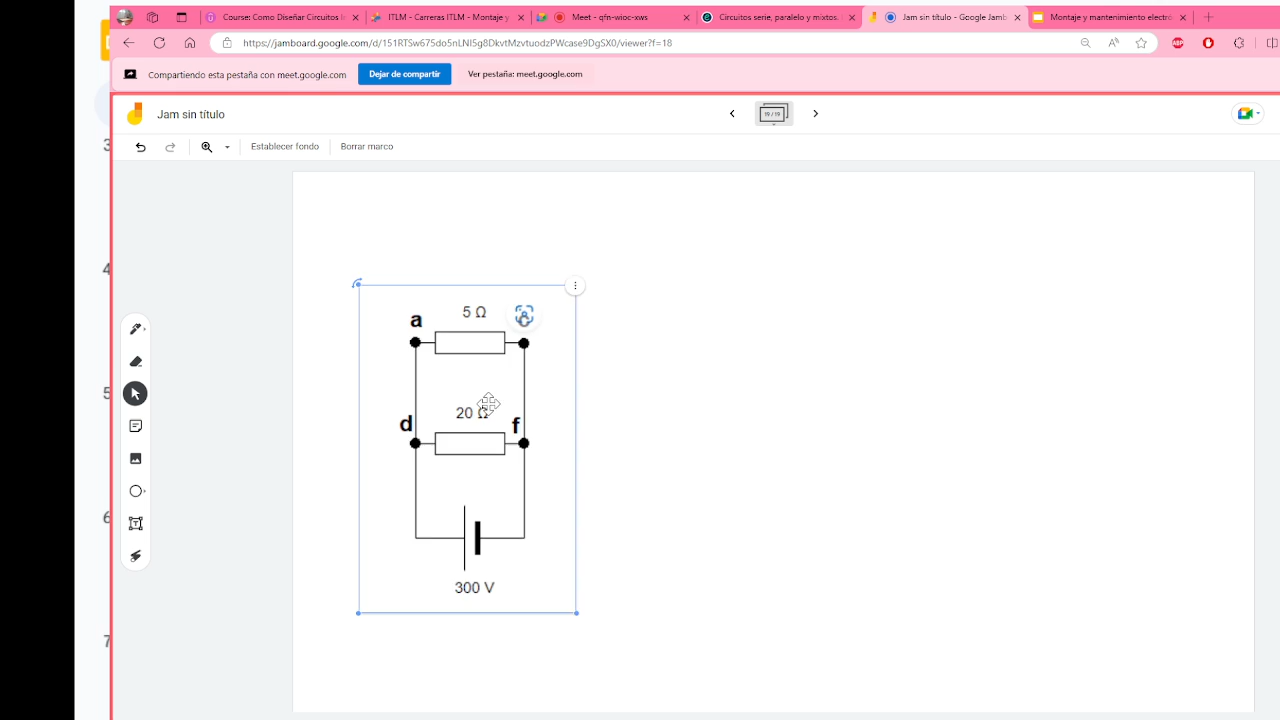 Course: Como Diseñar Circuitos I
ITLM - Carreras ITLM - Montaje y
Meet - qfn-wioc-xws
Circuitos serie, paralelo y mixtos.
Jam sin título - Google Jamb
Montaje y mantenimiento electró
https://jamboard.google.com/d/151RTSw675do5nLNI5g8DkvtMzvtuodzPWcase9DgSX0/viewer?f=18
Compartiendo esta pestaña con meet.google.com
Dejar de compartir
Ver pestaña: meet.google.com
Jam sin título
19 / 19
Establecer fondo
Borrar marco
3
4
5
6
7
5 Ω
a
20 Ω
d
f
300 V